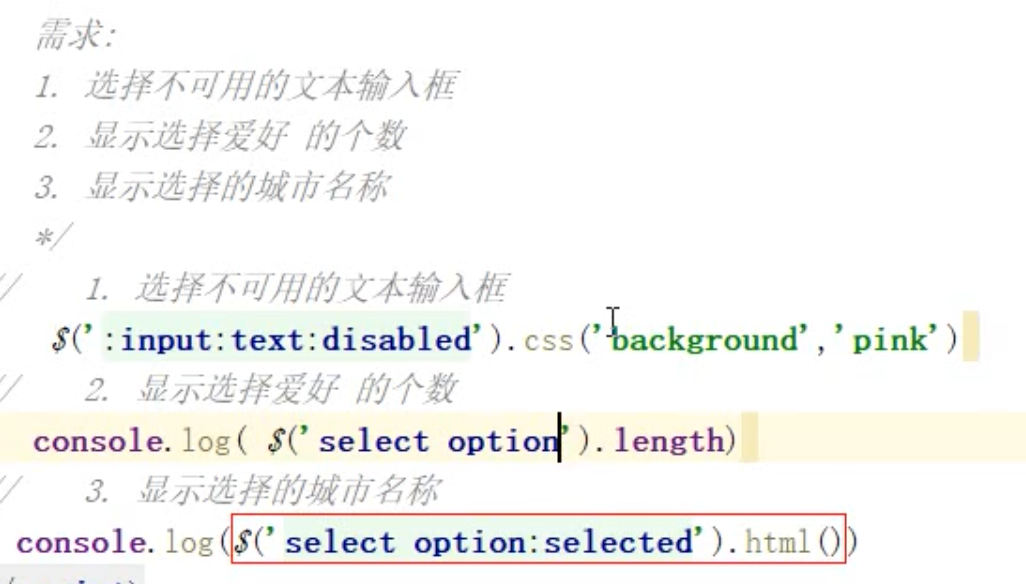 需求:
1. 选择不可用的文本输入框
2. 显示选择爱好 的个数
3. 显示选择的城市名称
*/
// 1. 选择不可用的文本输入框
$(':input:text:disabled').css('background','pink')
// 2. 显示选择爱好 的个数
console.log( $('select option').length)
// 3. 显示选择的城市名称
console.log($('select option:selected').html())